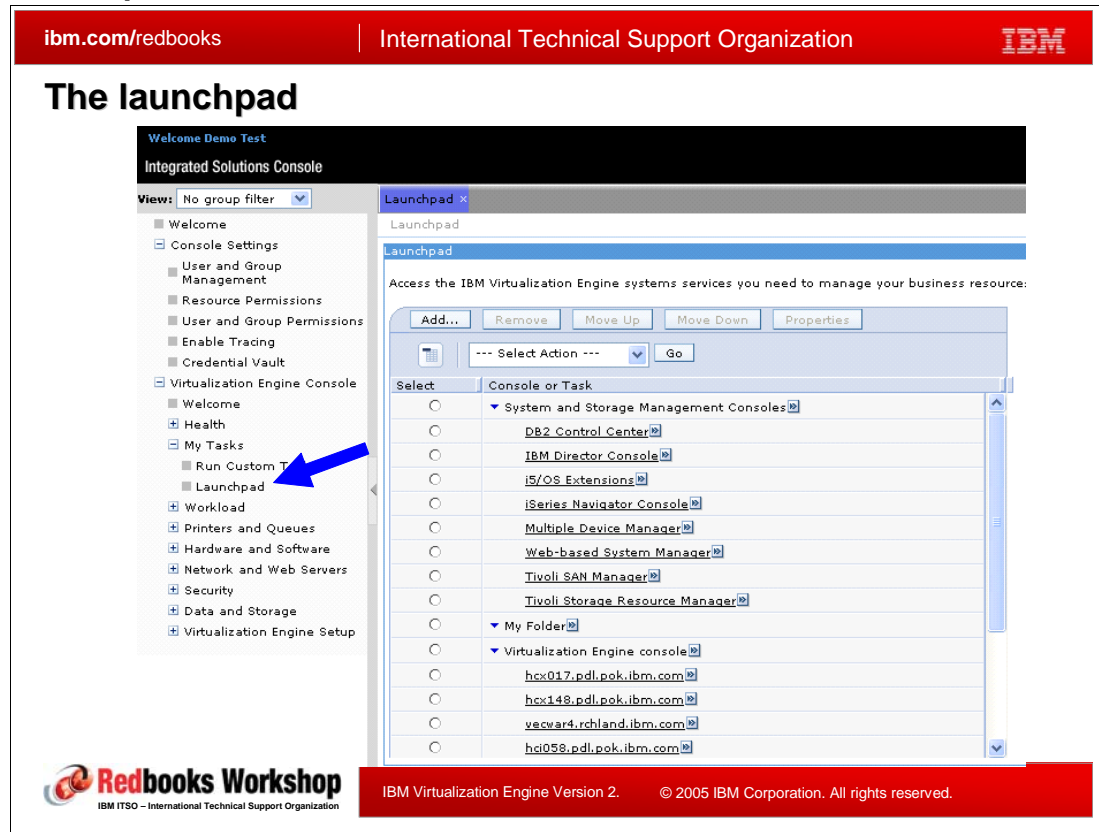 ibm.com/redbooks
International Technical Support Organization
IBM
The launchpad
Welcome Demo Test
Integrated Solutions Console
View: No group filter
Welcome
Console Settings
User and Group
Management
Resource Permissions
User and Group Permissions
Enable Tracing
Credential Vault
Virtualization Engine Console
Welcome
Health
My Tasks
Run Custom T
Launchpad
Workload
Printers and Queues
Hardware and Software
Network and Web Servers
Security
Data and Storage
Virtualization Engine Setup
Launchpad ×
Launchpad
Launchpad
Access the IBM Virtualization Engine systems services you need to manage your business resource
Add... Remove Move Up Move Down Properties
--- Select Action --- Go
Select Console or Task
System and Storage Management Consoles
DB2 Control Center
IBM Director Console
i5/OS Extensions
iSeries Navigator Console
Multiple Device Manager
Web-based System Manager
Tivoli SAN Manager
Tivoli Storage Resource Manager
My Folder
Virtualization Engine console
hcx017.pdl.pok.ibm.com
hcx148.pdl.pok.ibm.com
vecwar4.rchland.ibm.com
hci058.pdl.pok.ibm.com
Redbooks Workshop
IBM ITSO – International Technical Support Organization
IBM Virtualization Engine Version 2.
© 2005 IBM Corporation. All rights reserved.